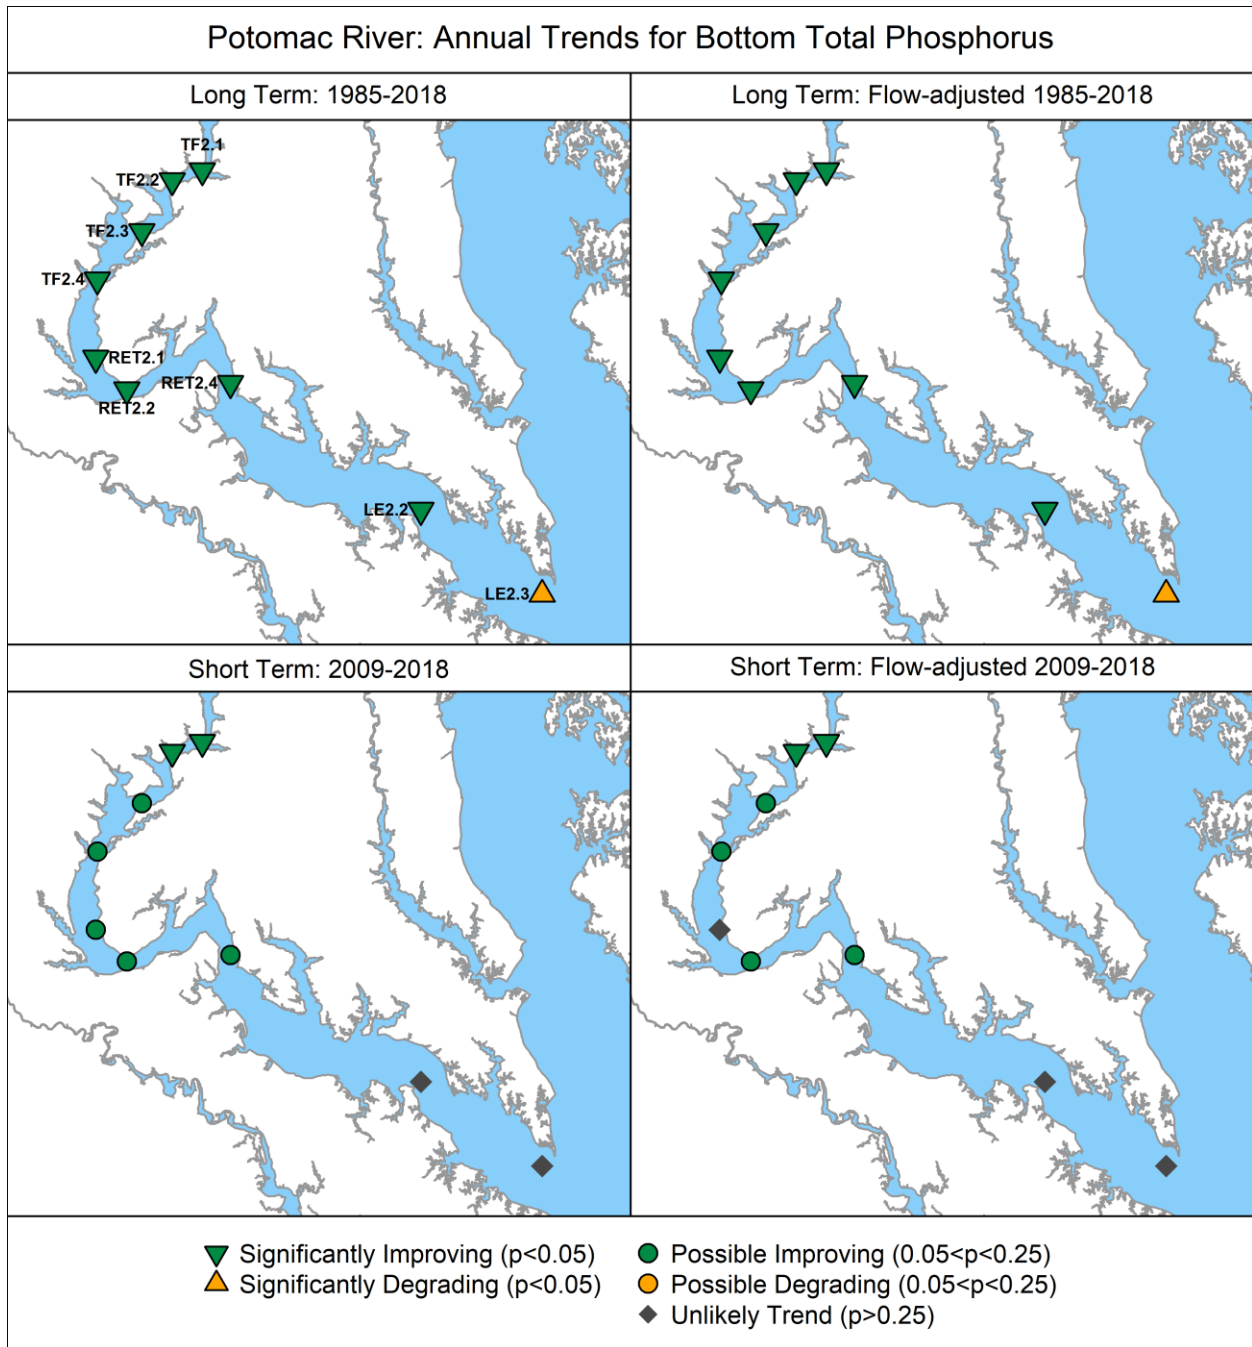 Potomac River: Annual Trends for Bottom Total Phosphorus
Long Term: 1985-2018
Long Term: Flow-adjusted 1985-2018
TF2.1
TF2.2
TF2.3
TF2.4
RET2.1
RET2.4
RET2.2
LE2.2
LE2.3
Short Term: 2009-2018
Short Term: Flow-adjusted 2009-2018
Significantly Improving (p<0.05)
Significantly Degrading (p<0.05)
Possible Improving (0.05<p<0.25)
Possible Degrading (0.05<p<0.25)
Unlikely Trend (p>0.25)